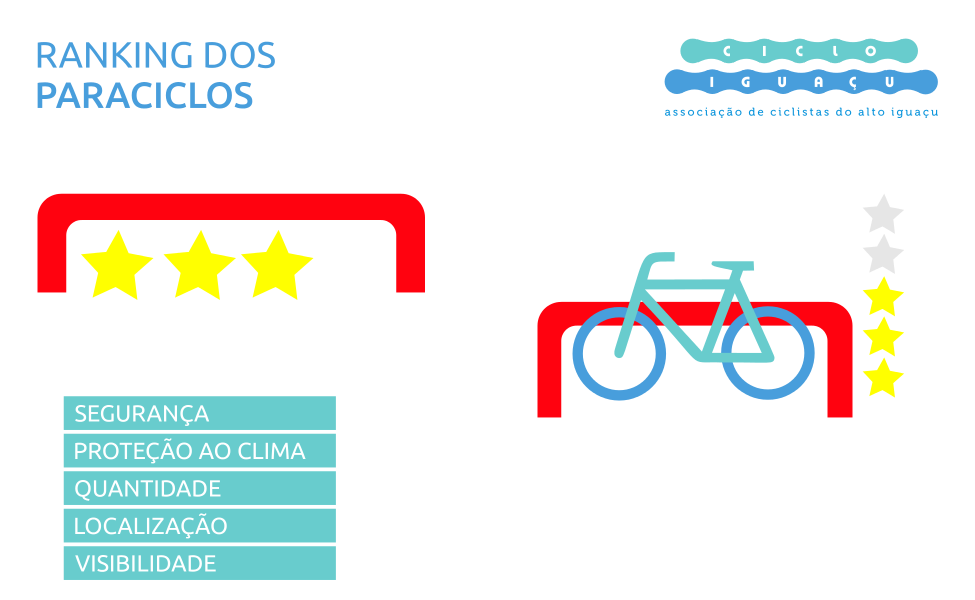 RANKING DOS
PARACICLOS
CICLO
IGUAÇU
associação de ciclistas do alto iguaçu
SEGURANÇA
PROTEÇÃO AO CLIMA
QUANTIDADE
LOCALIZAÇÃO
VISIBILIDADE